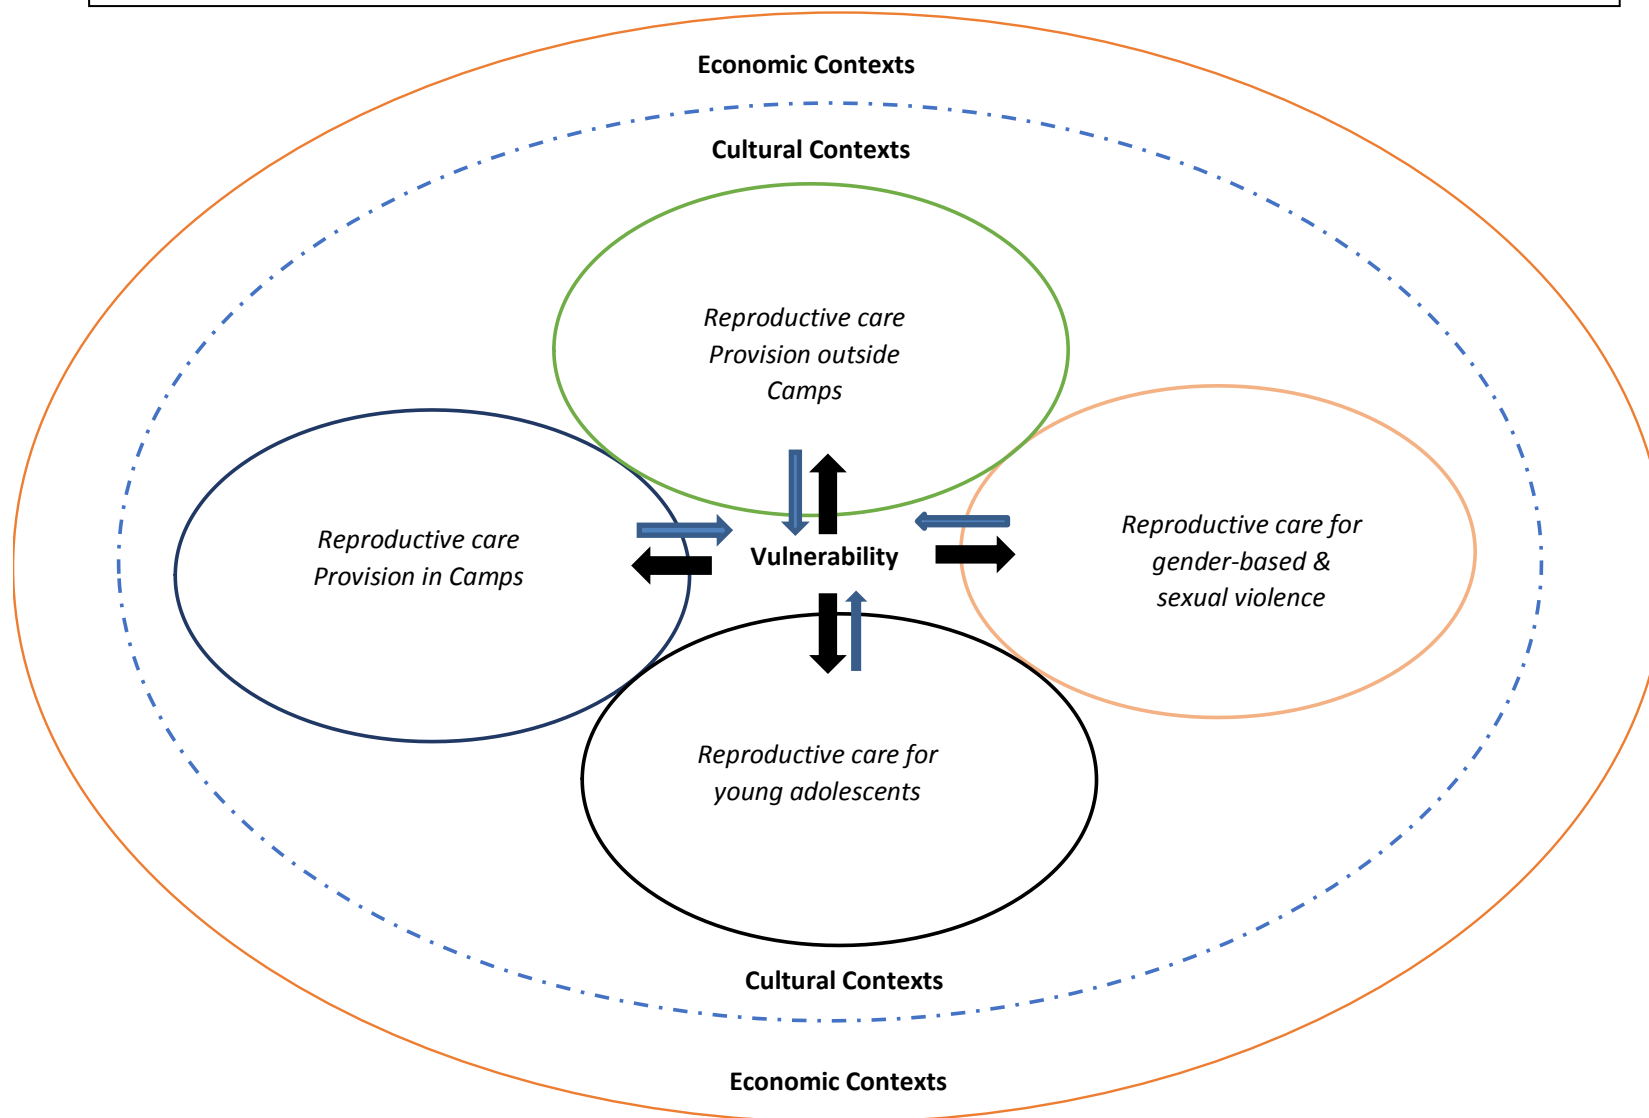 Economic Contexts
Cultural Contexts
Reproductive care
Provision outside
Camps
Reproductive care
Provision in Camps
Vulnerability
Reproductive care for
gender-based &
sexual violence
Reproductive care for
young adolescents
Cultural Contexts
Economic Contexts